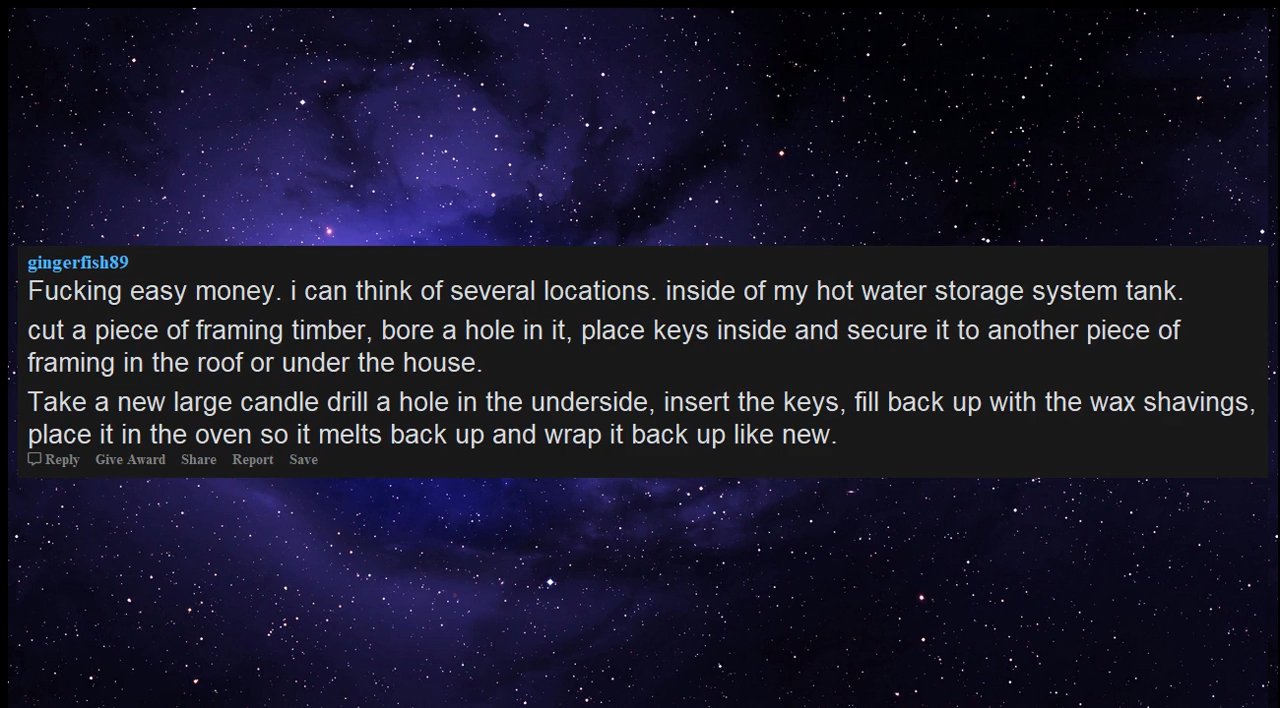 gingerfish89
Fucking easy money. i can think of several locations. inside of my hot water storage system tank.
cut a piece of framing timber, bore a hole in it, place keys inside and secure it to another piece of
framing in the roof or under the house.
Take a new large candle drill a hole in the underside, insert the keys, fill back up with the wax shavings,
place it in the oven so it melts back up and wrap it back up like new.
Reply Give Award Share Report Save